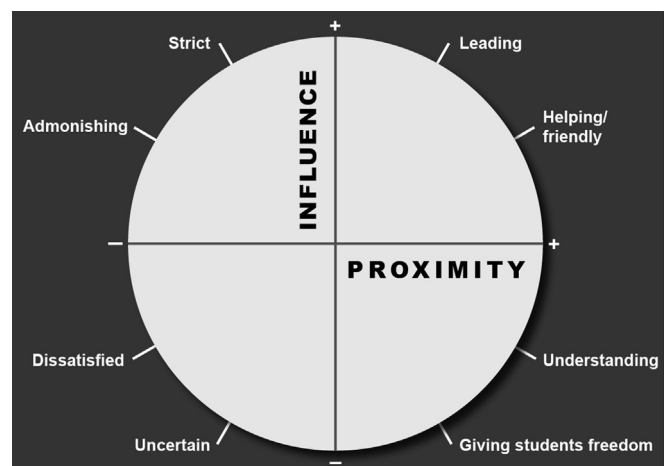 +
Strict
Leading
Admonishing
Helping/
friendly
INFLUENCE
–
+
PROXIMITY
Dissatisfied
Understanding
Uncertain
Giving students freedom
–